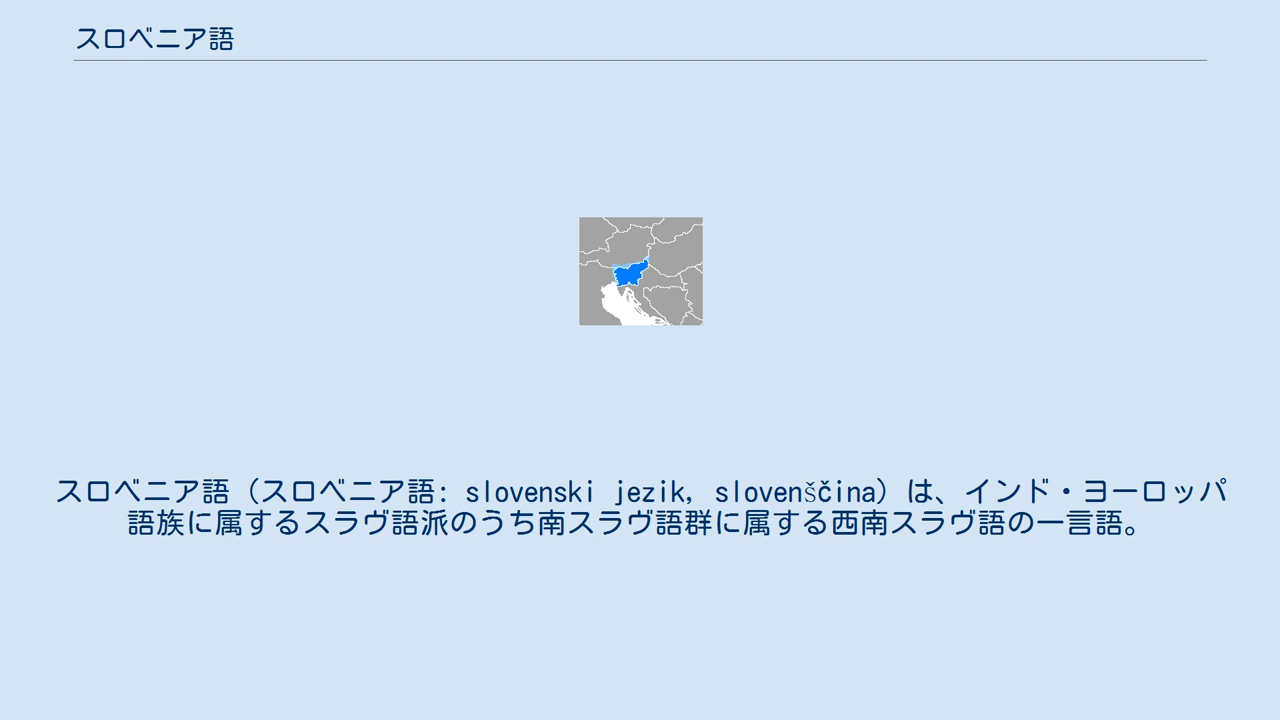 スロベニア語
スロベニア語（スロベニア語: slovenski jezik, slovenščina）は、インド・ヨーロッパ
語族に属するスラヴ語派のうち南スラヴ語群に属する西南スラヴ語の一言語。